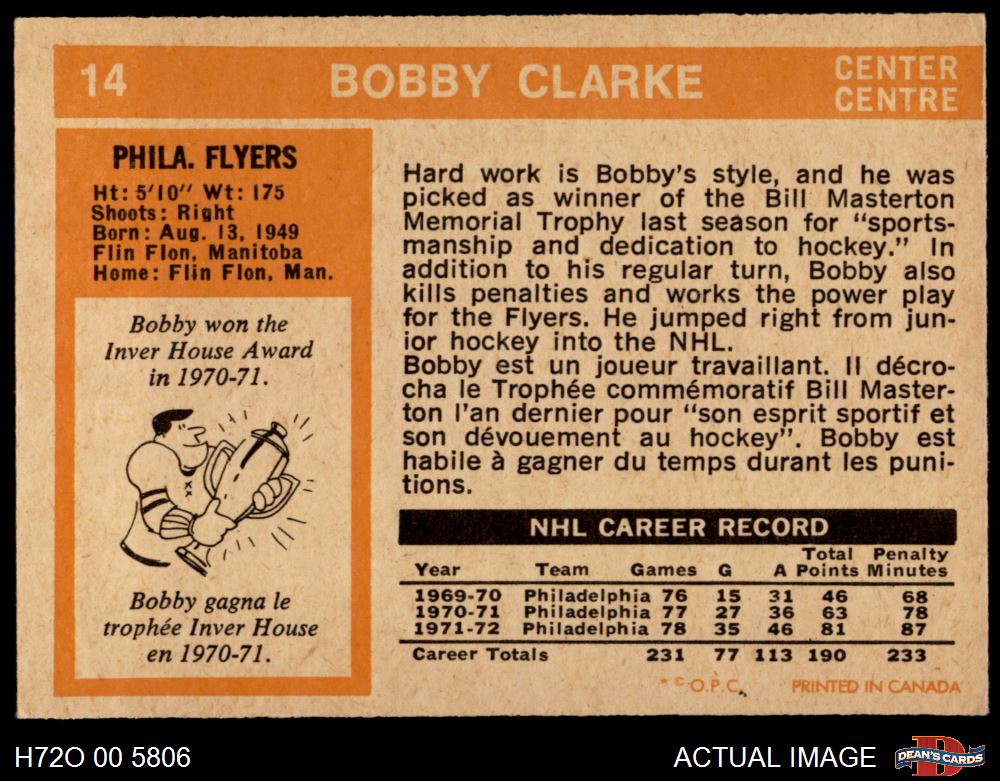 14
BOBBY CLARKE
CENTER
CENTRE
PHILA. FLYERS
Ht: 5'10'' Wt: 175
Shoots: Right
Born: Aug. 13, 1949
Flin Flon, Manitoba
Home: Flin Flon, Man.
Bobby won the
Inver House Award
in 1970-71.
Bobby gagna le
trophée Inver House
en 1970-71.
Hard work is Bobby's style, and he was
picked as winner of the Bill Masterton
Memorial Trophy last season for "sports-
manship and dedication to hockey." In
addition to his regular turn, Bobby also
kills penalties and works the power play
for the Flyers. He jumped right from jun-
ior hockey into the NHL.
Bobby est un joueur travaillant. Il décro-
cha le Trophée commémoratif Bill Master-
ton l'an dernier pour "son esprit sportif et
son dévouement au hockey". Bobby est
habile à gagner du temps durant les puni-
tions.
NHL CAREER RECORD
Total Penalty
Year Team Games G A Points Minutes
1969-70 Philadelphia 76 15 31 46 68
1970-71 Philadelphia 77 27 36 63 78
1971-72 Philadelphia 78 35 46 81 87
Career Totals 231 77 113 190 233
* © O.P.C. PRINTED IN CANADA
H72O 00 5806
ACTUAL IMAGE
DEAN'S CARDS